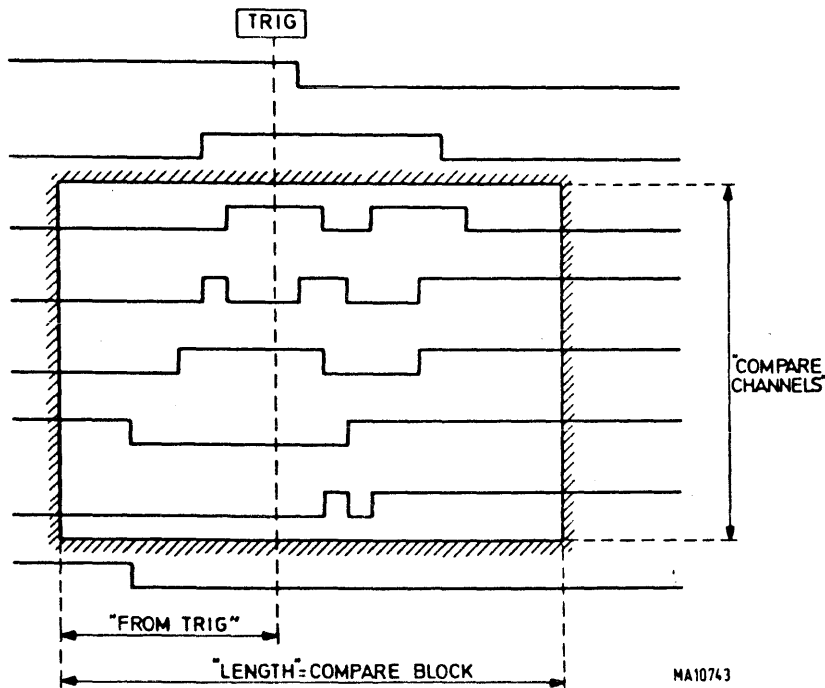 TRIG
"COMPARE
CHANNELS"
"FROM TRIG"
"LENGTH"=COMPARE BLOCK
MA10743